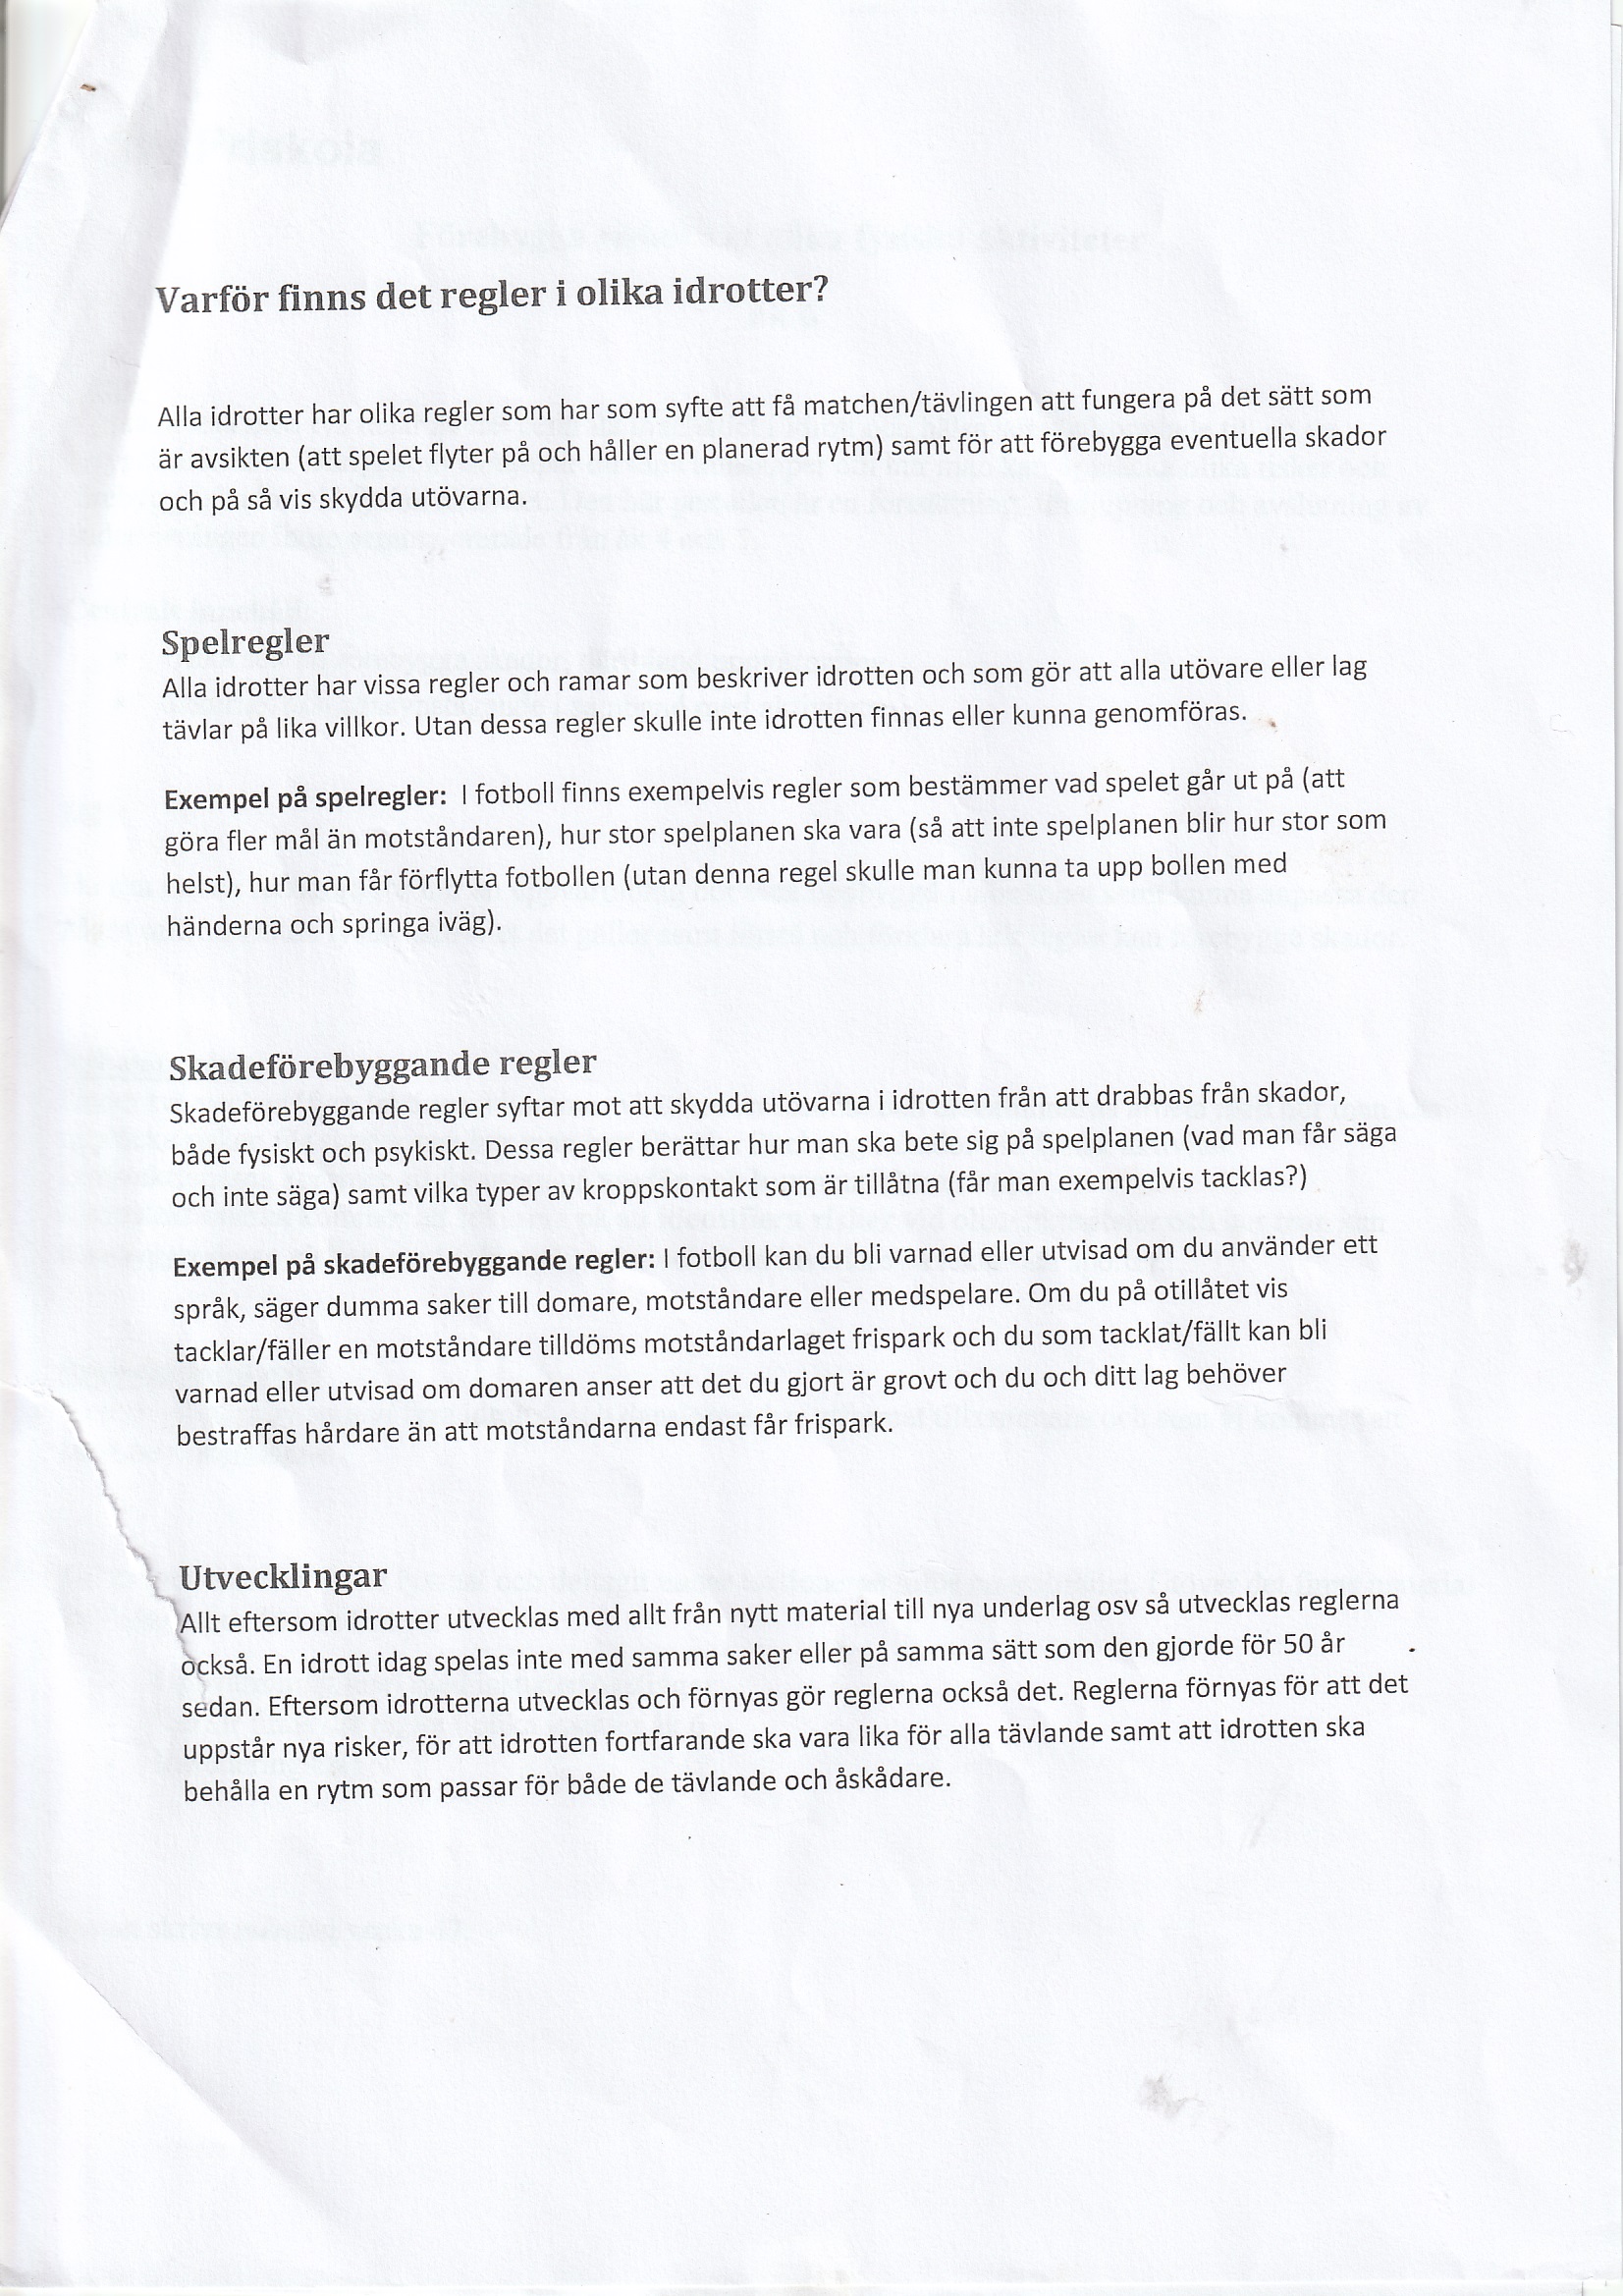 Varför finns det regler i olika idrotter?
Alla idrotter har olika regler som har som syfte att få matchen/tävlingen att fungera på det sätt som
är avsikten (att spelet flyter på och håller en planerad rytm) samt för att förebygga eventuella skador
och på så vis skydda utövarna.
Spelregler
Alla idrotter har vissa regler och ramar som beskriver idrotten och som gör att alla utövare eller lag
tävlar på lika villkor. Utan dessa regler skulle inte idrotten finnas eller kunna genomföras.
Exempel på spelregler: I fotboll finns exempelvis regler som bestämmer vad spelet går ut på (att
göra fler mål än motståndaren), hur stor spelplanen ska vara (så att inte spelplanen blir hur stor som
helst), hur man får förflytta fotbollen (utan denna regel skulle man kunna ta upp bollen med
händerna och springa iväg).
Skadeförebyggande regler
Skadeförebyggande regler syftar mot att skydda utövarna i idrotten från att drabbas från skador,
både fysiskt och psykiskt. Dessa regler berättar hur man ska bete sig på spelplanen (vad man får säga
och inte säga) samt vilka typer av kroppskontakt som är tillåtna (får man exempelvis tacklas?)
Exempel på skadeförebyggande regler: I fotboll kan du bli varnad eller utvisad om du använder ett
språk, säger dumma saker till domare, motståndare eller medspelare. Om du på otillåtet vis
tacklar/fäller en motståndare tilldöms motståndarlaget frispark och du som tacklat/fällt kan bli
varnad eller utvisad om domaren anser att det du gjort är grovt och du och ditt lag behöver
bestraffas hårdare än att motståndarna endast får frispark.
Utvecklingar
Allt eftersom idrotter utvecklas med allt från nytt material till nya underlag osv så utvecklas reglerna
också. En idrott idag spelas inte med samma saker eller på samma sätt som den gjorde för 50 år
sedan. Eftersom idrotterna utvecklas och förnyas gör reglerna också det. Reglerna förnyas för att det
uppstår nya risker, för att idrotten fortfarande ska vara lika för alla tävlande samt att idrotten ska
behålla en rytm som passar för både de tävlande och åskådare.